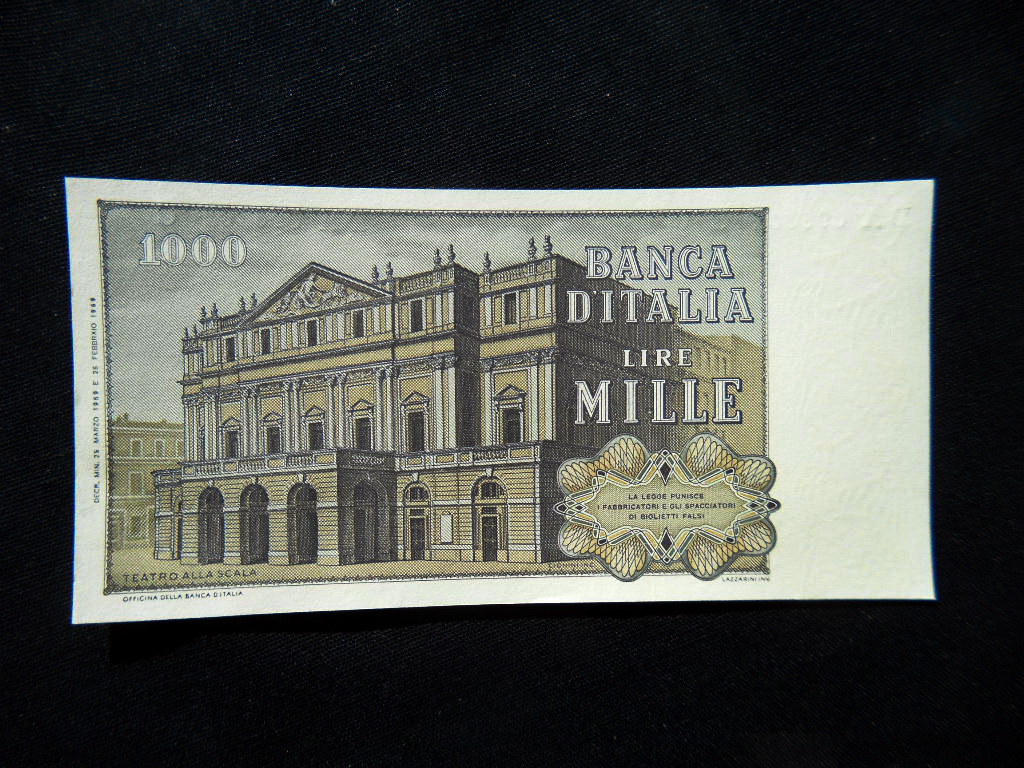 1000
BANCA
D'ITALIA
LIRE
MILLE
LA LEGGE PUNISCE
I FABBRICATORI E GLI SPACCIATORI
DI BIGLIETTI FALSI
DECR. MIN. 25 MARZO 1969 E 26 FEBBRAIO 1969
TEATRO ALLA SCALA
OFFICINA DELLA BANCA D'ITALIA
LAZZARINI INV.